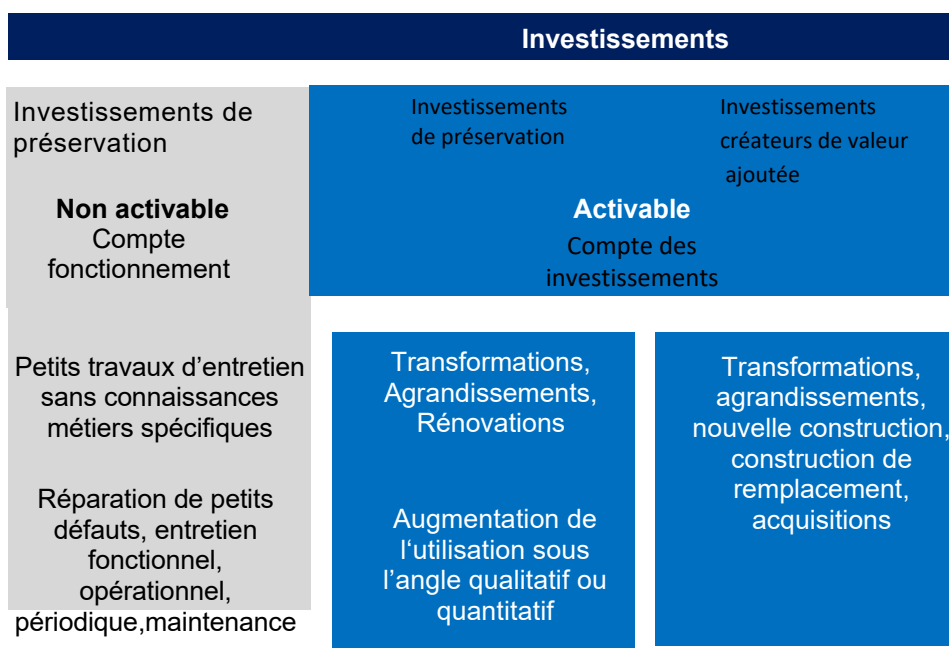 Investissements
Investissements de
préservation
Non activable
Compte
fonctionnement
Investissements
de préservation
Investissements
créateurs de valeur
ajoutée
Activable
Compte des
investissements
Petits travaux d’entretien
sans connaissances
métiers spécifiques
Réparation de petits
défauts, entretien
fonctionnel,
opérationnel,
périodique,maintenance
Transformations,
Agrandissements,
Rénovations
Augmentation de
l‘utilisation sous
l’angle qualitatif ou
quantitatif
Transformations,
agrandissements,
nouvelle construction,
construction de
remplacement,
acquisitions